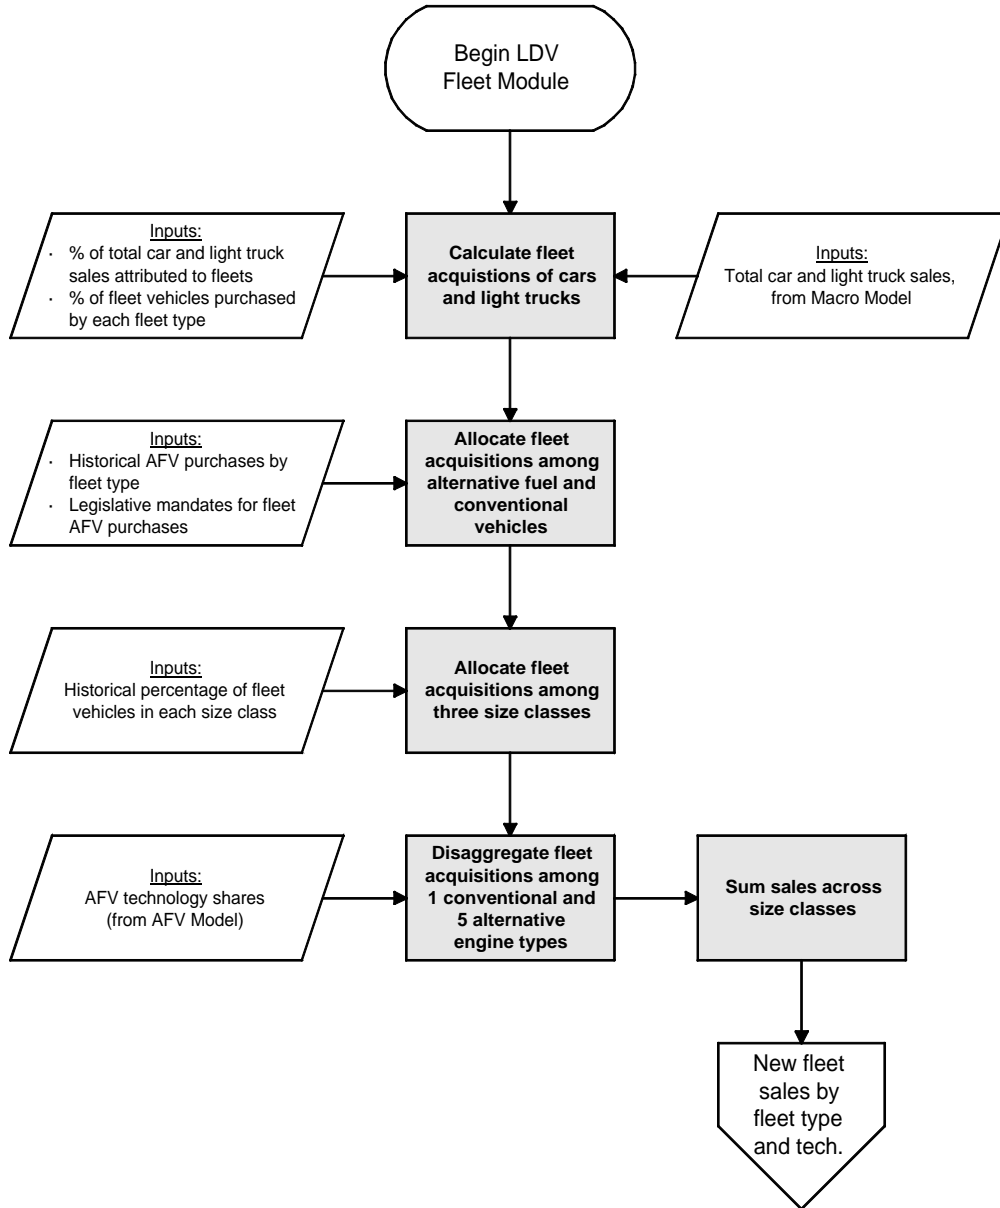 Begin LDV
Fleet Module
Inputs:
· % of total car and light truck
sales attributed to fleets
· % of fleet vehicles purchased
by each fleet type
Calculate fleet
acquistions of cars
and light trucks
Inputs:
Total car and light truck sales,
from Macro Model
Inputs:
· Historical AFV purchases by
fleet type
· Legislative mandates for fleet
AFV purchases
Allocate fleet
acquisitions among
alternative fuel and
conventional
vehicles
Inputs:
Historical percentage of fleet
vehicles in each size class
Allocate fleet
acquisitions among
three size classes
Inputs:
AFV technology shares
(from AFV Model)
Disaggregate fleet
acquisitions among
1 conventional and
5 alternative
engine types
Sum sales across
size classes
New fleet
sales by
fleet type
and tech.